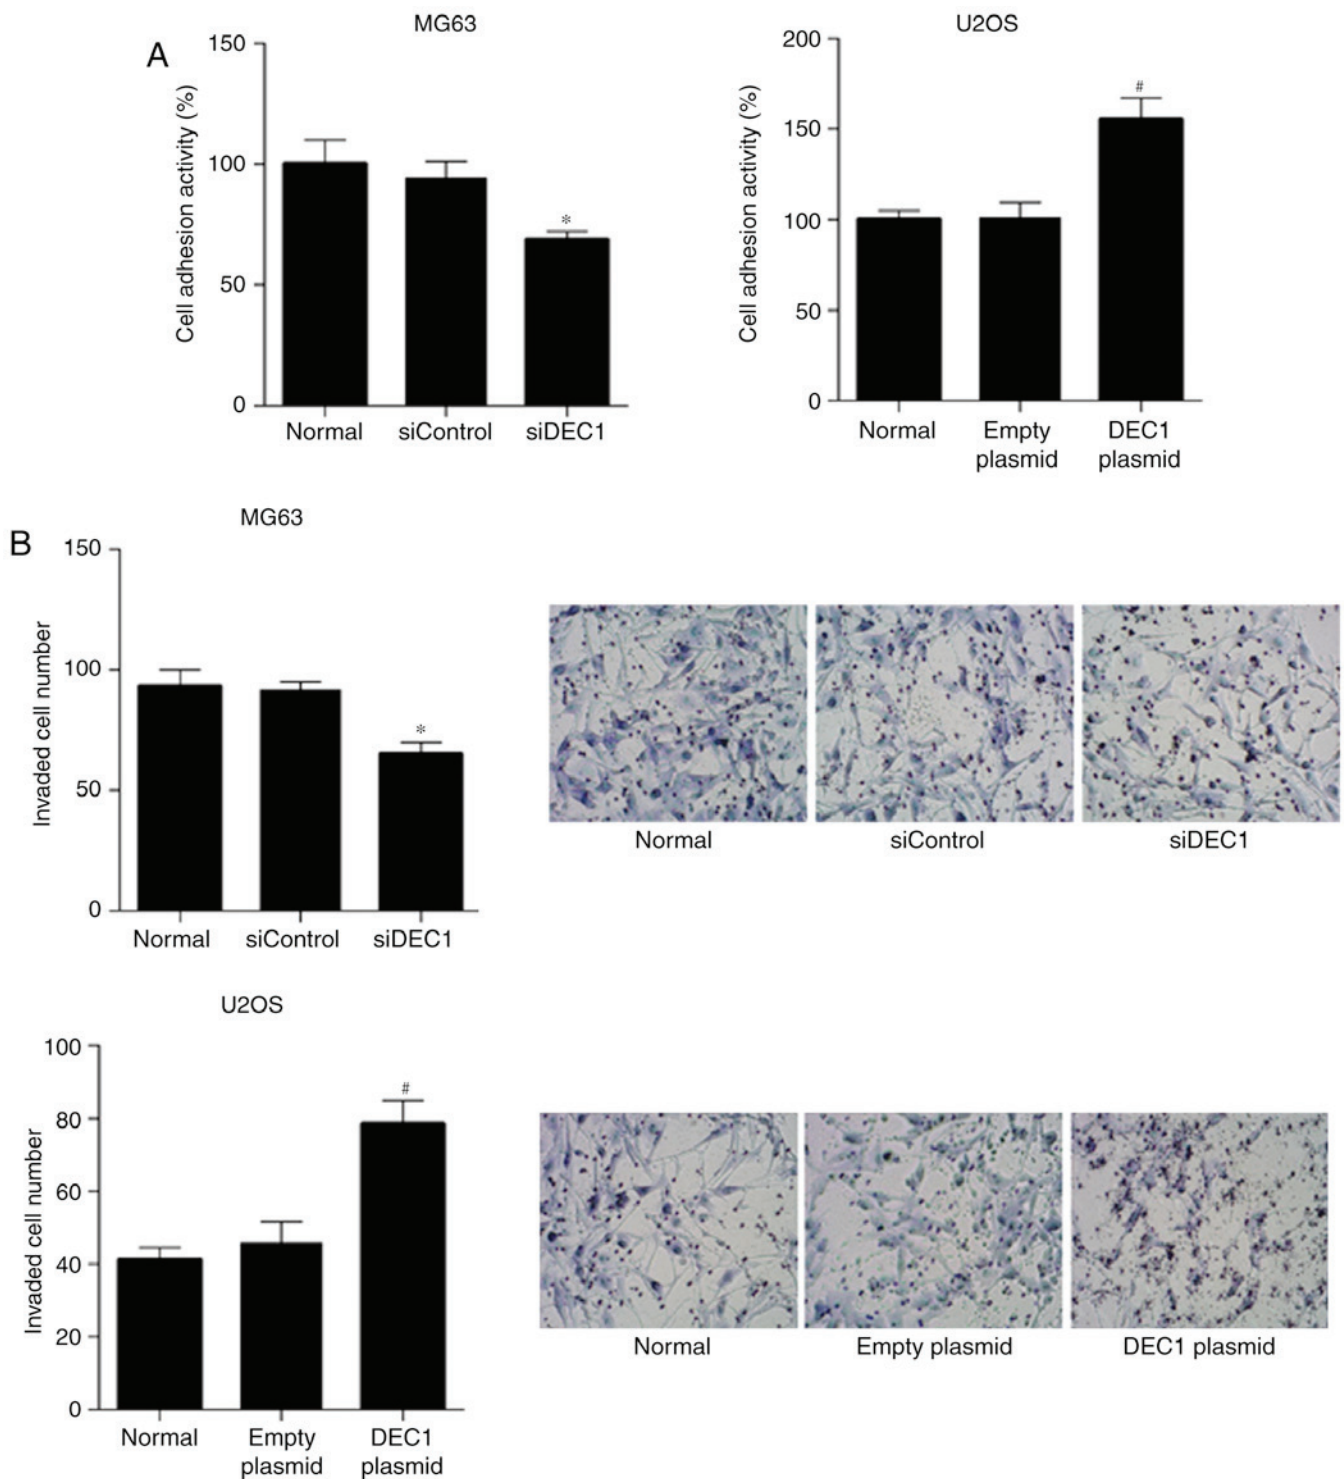 A
MG63
Cell adhesion activity (%)
150
100
50
0
*
Normal siControl siDEC1
U2OS
Cell adhesion activity (%)
200
150
100
50
0
#
Normal Empty DEC1
plasmid plasmid
B
MG63
Invaded cell number
150
100
50
0
*
Normal siControl siDEC1
Normal siControl siDEC1
U2OS
Invaded cell number
100
80
60
40
20
0
#
Normal Empty DEC1
plasmid plasmid
Normal Empty plasmid DEC1 plasmid